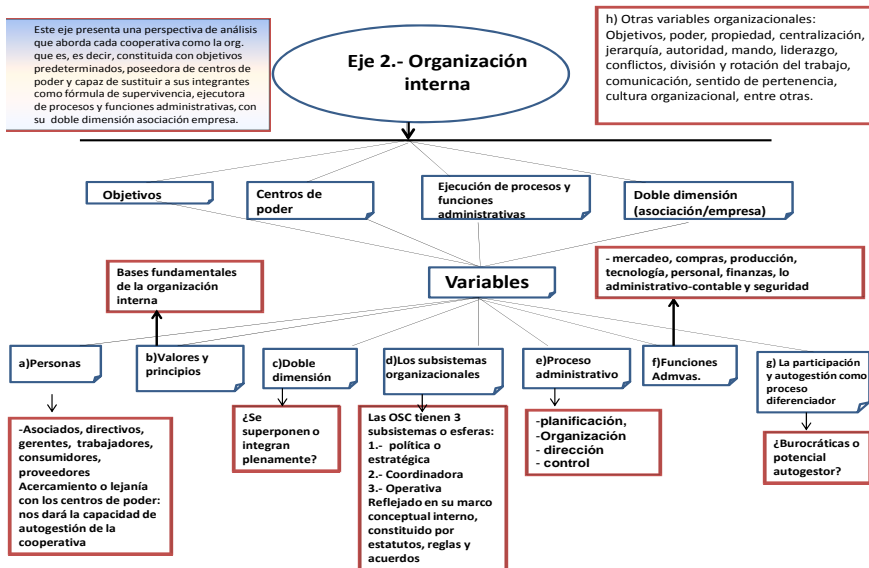 Este eje presenta una perspectiva de análisis
que aborda cada cooperativa como la org.
que es, es decir, constituida con objetivos
predeterminados, poseedora de centros de
poder y capaz de sustituir a sus integrantes
como fórmula de supervivencia, ejecutora
de procesos y funciones administrativas, con
su doble dimensión asociación empresa.
Eje 2.- Organización
interna
h) Otras variables organizacionales:
Objetivos, poder, propiedad, centralización,
jerarquía, autoridad, mando, liderazgo,
conflictos, división y rotación del trabajo,
comunicación, sentido de pertenencia,
cultura organizacional, entre otras.
Objetivos
Centros de
poder
Ejecución de procesos y
funciones
administrativas
Doble dimensión
(asociación/empresa)
Bases fundamentales
de la organización
interna
Variables
- mercadeo, compras, producción,
tecnología, personal, finanzas, lo
administrativo-contable y seguridad
a)Personas
b)Valores y
principios
c)Doble
dimensión
d)Los subsistemas
organizacionales
e)Proceso
administrativo
f)Funciones
Admvas.
g) La participación
y autogestión como
proceso
diferenciador
-Asociados, directivos,
gerentes, trabajadores,
consumidores,
proveedores
Acercamiento o lejanía
con los centros de poder:
nos dará la capacidad de
autogestión de la
cooperativa
¿Se
superponen o
integran
plenamente?
Las OSC tienen 3
subsistemas o esferas:
1.- política o
estratégica
2.- Coordinadora
3.- Operativa
Reflejado en su marco
conceptual interno,
constituido por
estatutos, reglas y
acuerdos
-planificación,
-Organización
- dirección
- control
¿Burocráticas o
potencial
autogestor?